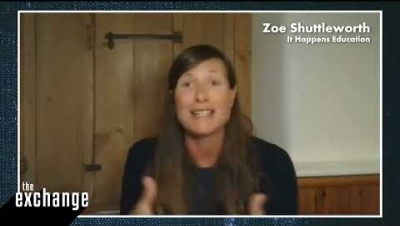 Zoe Shuttleworth
It Happens Education
the
exchange